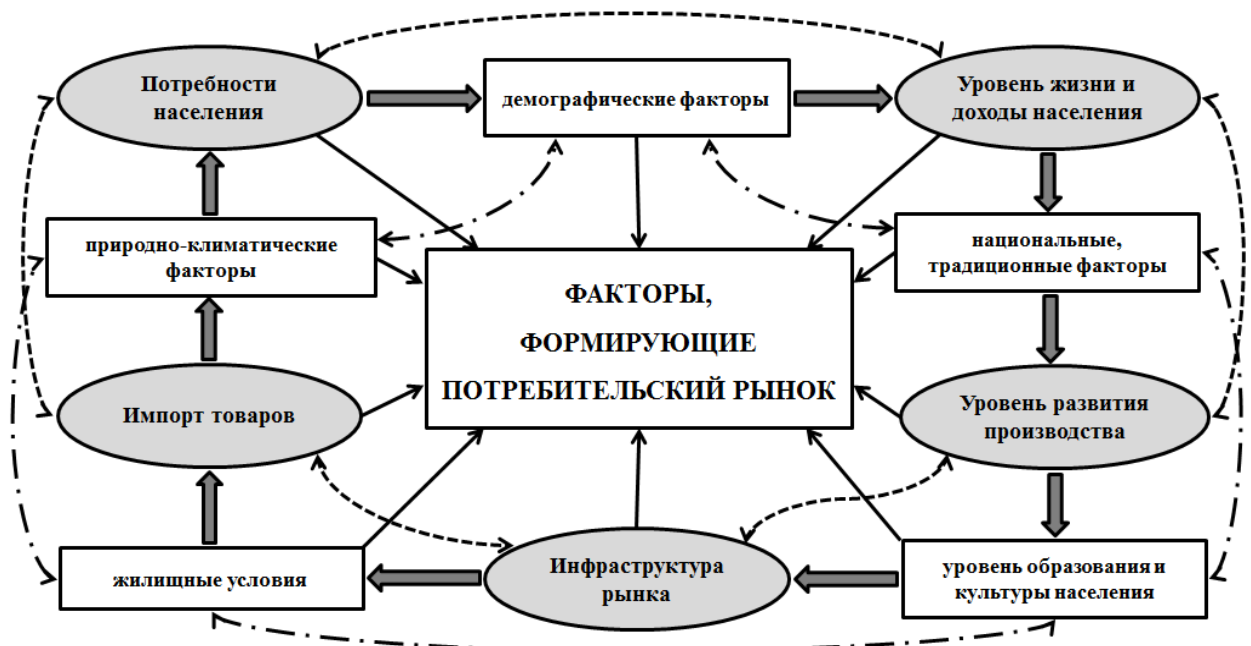 Потребности
населения
демографические факторы
Уровень жизни и
доходы населения
природно-климатические
факторы
национальные,
традиционные факторы
ФАКТОРЫ,
ФОРМИРУЮЩИЕ
ПОТРЕБИТЕЛЬСКИЙ РЫНОК
Импорт товаров
Уровень развития
производства
жилищные условия
Инфраструктура
рынка
уровень образования и
культуры населения